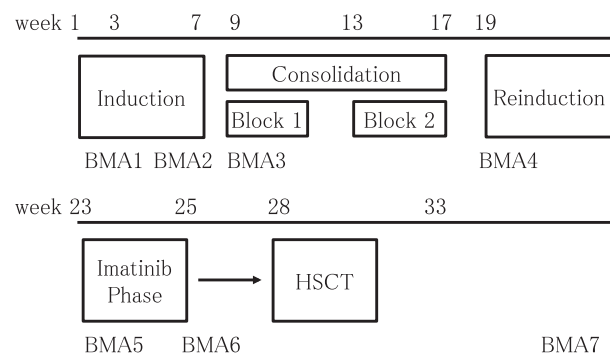 week 1 3 7 9 13 17 19
Induction
Consolidation
Block 1 Block 2
Reinduction
BMA1 BMA2 BMA3 BMA4
week 23 25 28 33
Imatinib
Phase
HSCT
BMA5 BMA6 BMA7